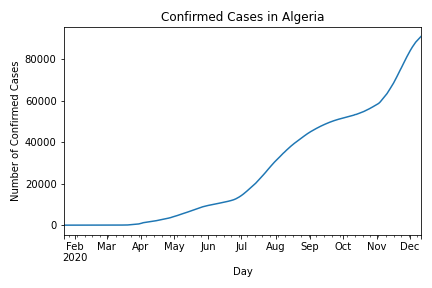 Confirmed Cases in Algeria
Number of Confirmed Cases
80000
60000
40000
20000
0
Feb Mar Apr May Jun Jul Aug Sep Oct Nov Dec
2020
Day